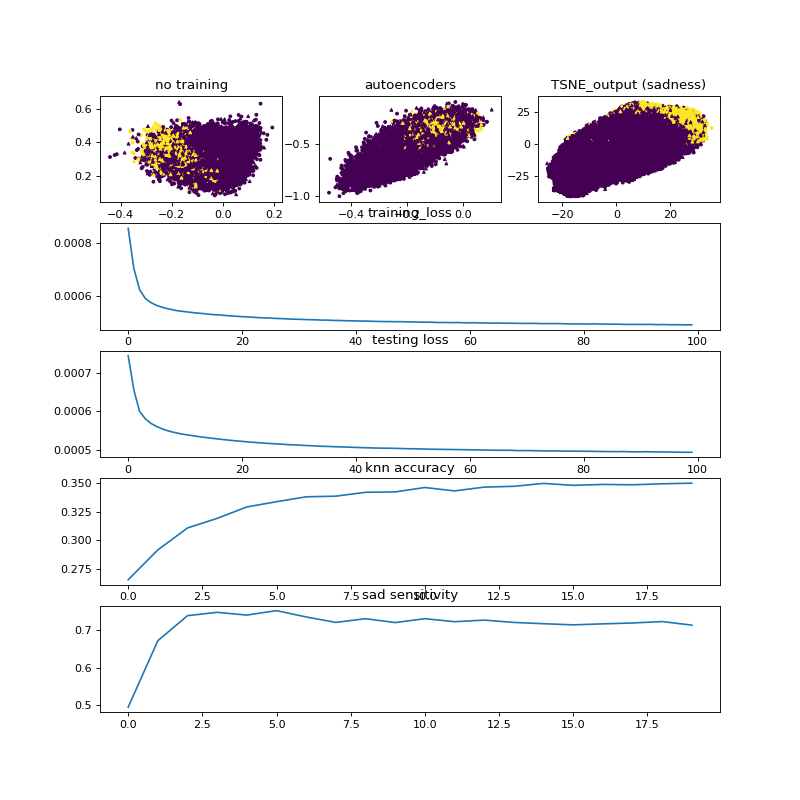 no training autoencoders TSNE_output (sadness)
0.6
0.4
0.2
−0.5
−1.0
25
0
−25
−0.4 −0.2 0.0 0.2 −0.4 −0.2 0.0 −20 0 20
training_loss
0.0008
0.0006
0 20 40 60 80 100
testing loss
0.0007
0.0006
0.0005
0 20 40 60 80 100
knn accuracy
0.350
0.325
0.300
0.275
0.0 2.5 5.0 7.5 10.0 12.5 15.0 17.5
sad sensitivity
0.7
0.6
0.5
0.0 2.5 5.0 7.5 10.0 12.5 15.0 17.5